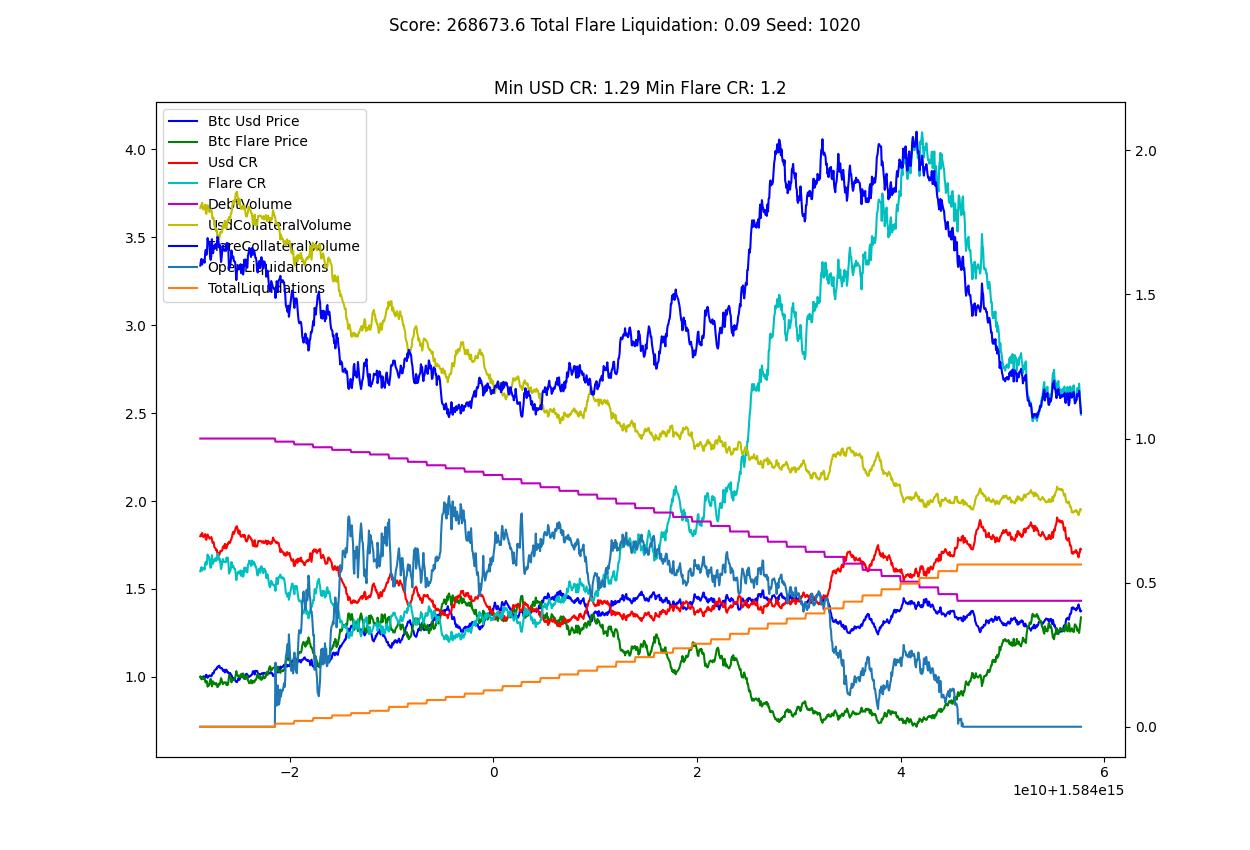 Score: 268673.6 Total Flare Liquidation: 0.09 Seed: 1020
Min USD CR: 1.29 Min Flare CR: 1.2
Btc Usd Price
Btc Flare Price
Usd CR
Flare CR
DebtVolume
UsdCollateralVolume
FlareCollateralVolume
OpenLiquidations
TotalLiquidations
4.0
3.5
3.0
2.5
2.0
1.5
1.0
2.0
1.5
1.0
0.5
0.0
−2 0 2 4 6
1e10+1.584e15